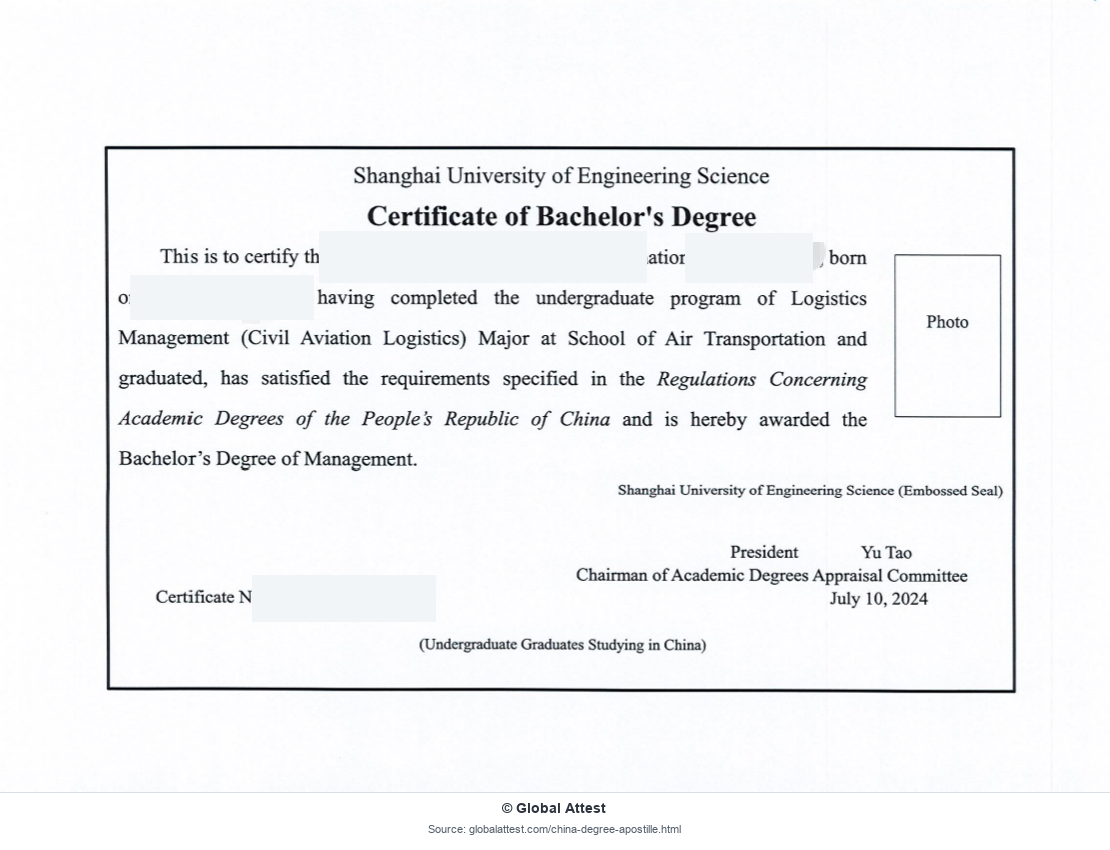 Shanghai University of Engineering Science
Certificate of Bachelor's Degree
This is to certify born
having completed the undergraduate program of Logistics
Management (Civil Aviation Logistics) Major at School of Air Transportation and
graduated, has satisfied the requirements specified in the Regulations Concerning
Academic Degrees of the People's Republic of China and is hereby awarded the
Bachelor's Degree of Management.
Photo
Shanghai University of Engineering Science (Embossed Seal)
President Yu Tao
Chairman of Academic Degrees Appraisal Committee
Certificate July 10, 2024
(Undergraduate Graduates Studying in China)
© Global Attest
Source: globalattest.com/china-degree-apostille.html